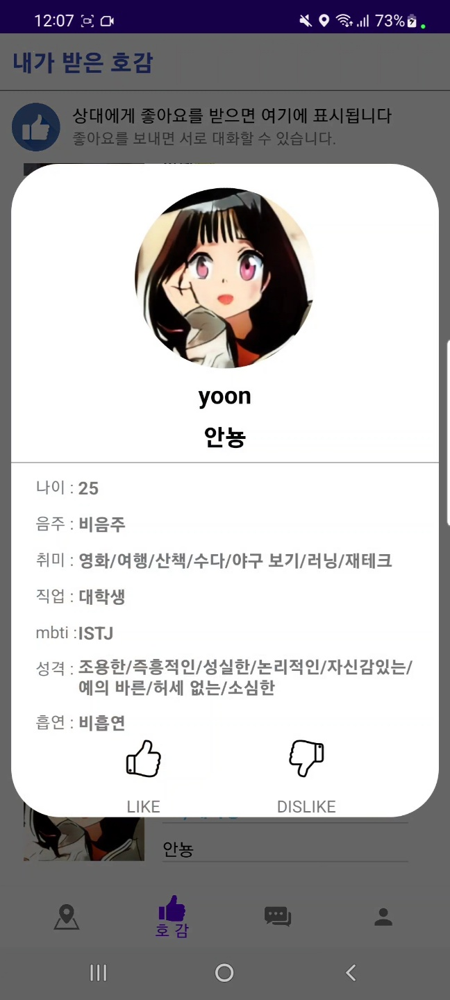 12:07
73%
내가 받은 호감
상대에게 좋아요를 받으면 여기에 표시됩니다
좋아요를 보내면 서로 대화할 수 있습니다.
yoon
안뇽
나이 : 25
음주 : 비음주
취미 : 영화/여행/산책/수다/야구 보기/러닝/재테크
직업 : 대학생
mbti :ISTJ
성격 : 조용한/즉흥적인/성실한/논리적인/자신감있는/
예의 바른/허세 없는/소심한
흡연 : 비흡연
LIKE
DISLIKE
안뇽
호 감